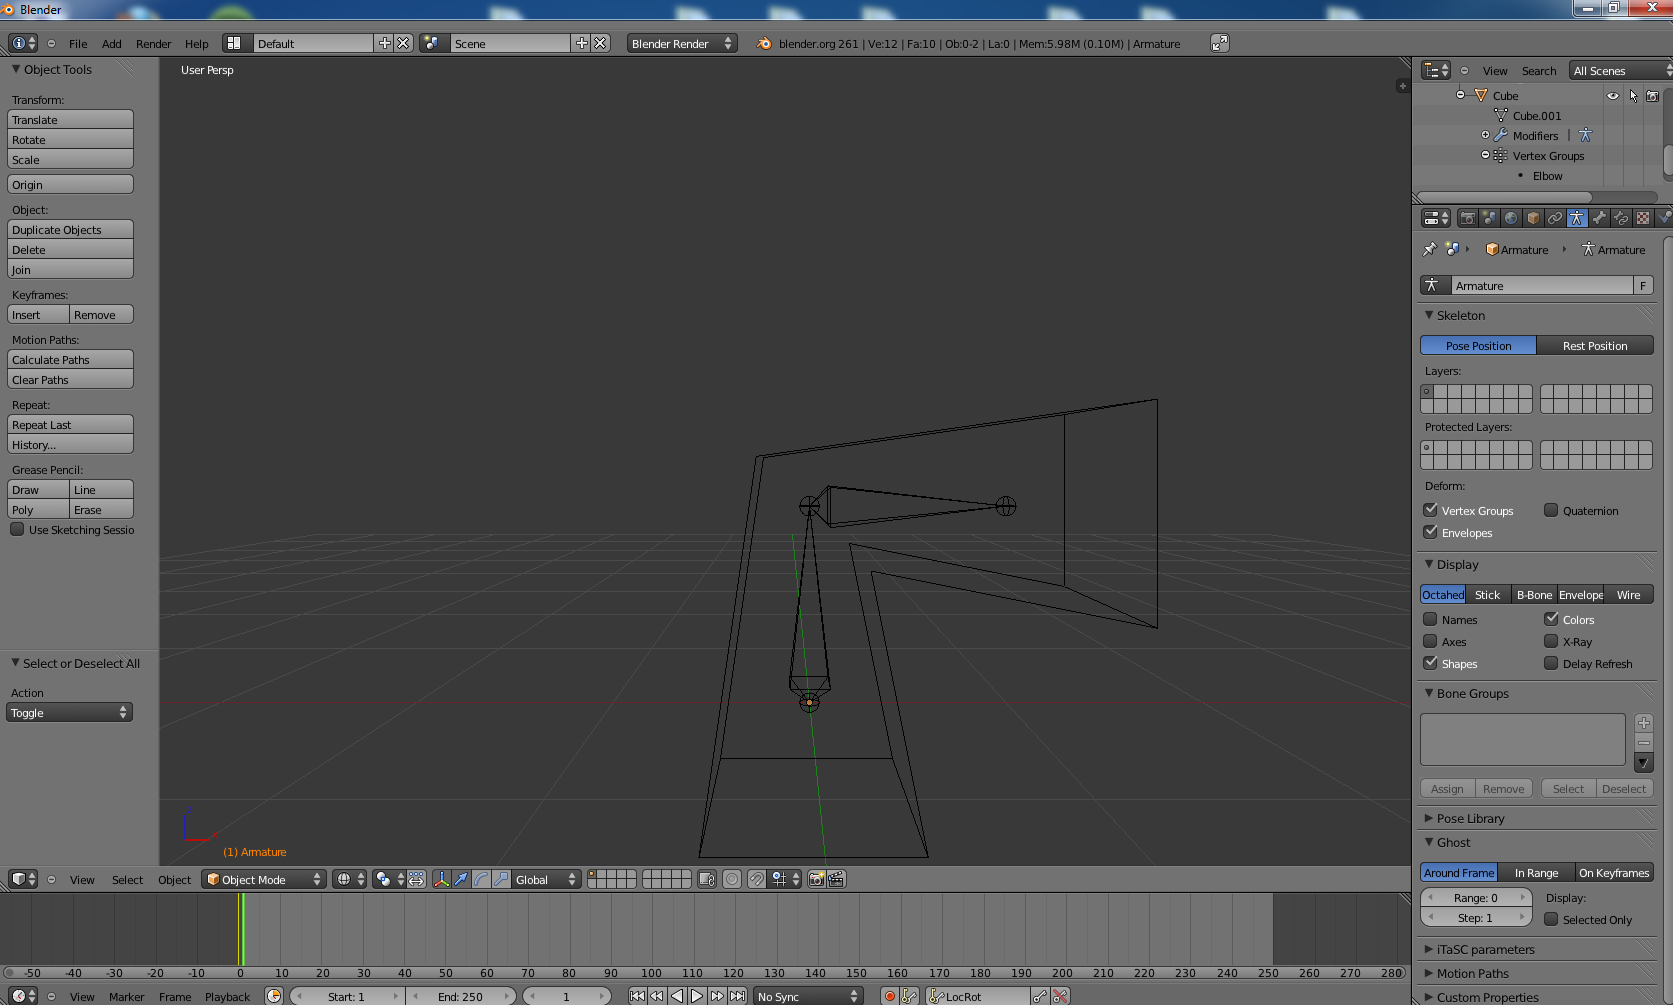 Blender
File Add Render Help Default Scene Blender Render blender.org 261 | Ve:12 | Fa:10 | Ob:0-2 | La:0 | Mem:5.98M (0.10M) | Armature
Object Tools
Transform:
Translate
Rotate
Scale
Origin
Object:
Duplicate Objects
Delete
Join
Keyframes:
Insert Remove
Motion Paths:
Calculate Paths
Clear Paths
Repeat:
Repeat Last
History...
Grease Pencil:
Draw Line
Poly Erase
Use Sketching Sessio
Select or Deselect All
Action
Toggle
User Persp
(1) Armature
View Select Object Object Mode Global
-50 -40 -30 -20 -10 0 10 20 30 40 50 60 70 80 90 100 110 120 130 140 150 160 170 180 190 200 210 220 230 240 250 260 270 280
View Marker Frame Playback Start: 1 End: 250 1 No Sync LocRot
View Search All Scenes
Cube
Cube.001
Modifiers |
Vertex Groups
Elbow
Armature Armature
Armature F
Skeleton
Pose Position Rest Position
Layers:
Protected Layers:
Deform:
Vertex Groups Quaternion
Envelopes
Display
Octahed Stick B-Bone Envelope Wire
Names Colors
Axes X-Ray
Shapes Delay Refresh
Bone Groups
Assign Remove Select Deselect
Pose Library
Ghost
Around Frame In Range On Keyframes
Range: 0 Display:
Step: 1 Selected Only
iTaSC parameters
Motion Paths
Custom Properties